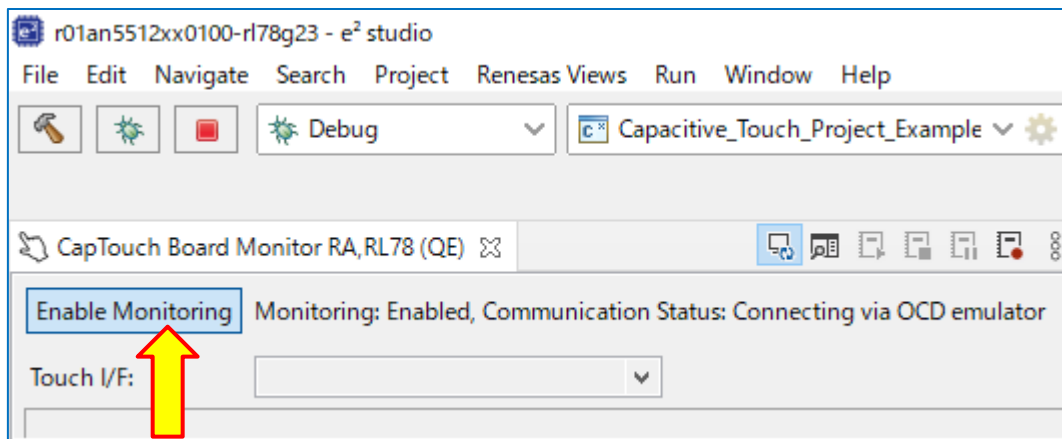 e² r01an5512xx0100-rl78g23 - e² studio
File Edit Navigate Search Project Renesas Views Run Window Help
Debug Capacitive_Touch_Project_Example
CapTouch Board Monitor RA,RL78 (QE)
Enable Monitoring Monitoring: Enabled, Communication Status: Connecting via OCD emulator
Touch I/F: